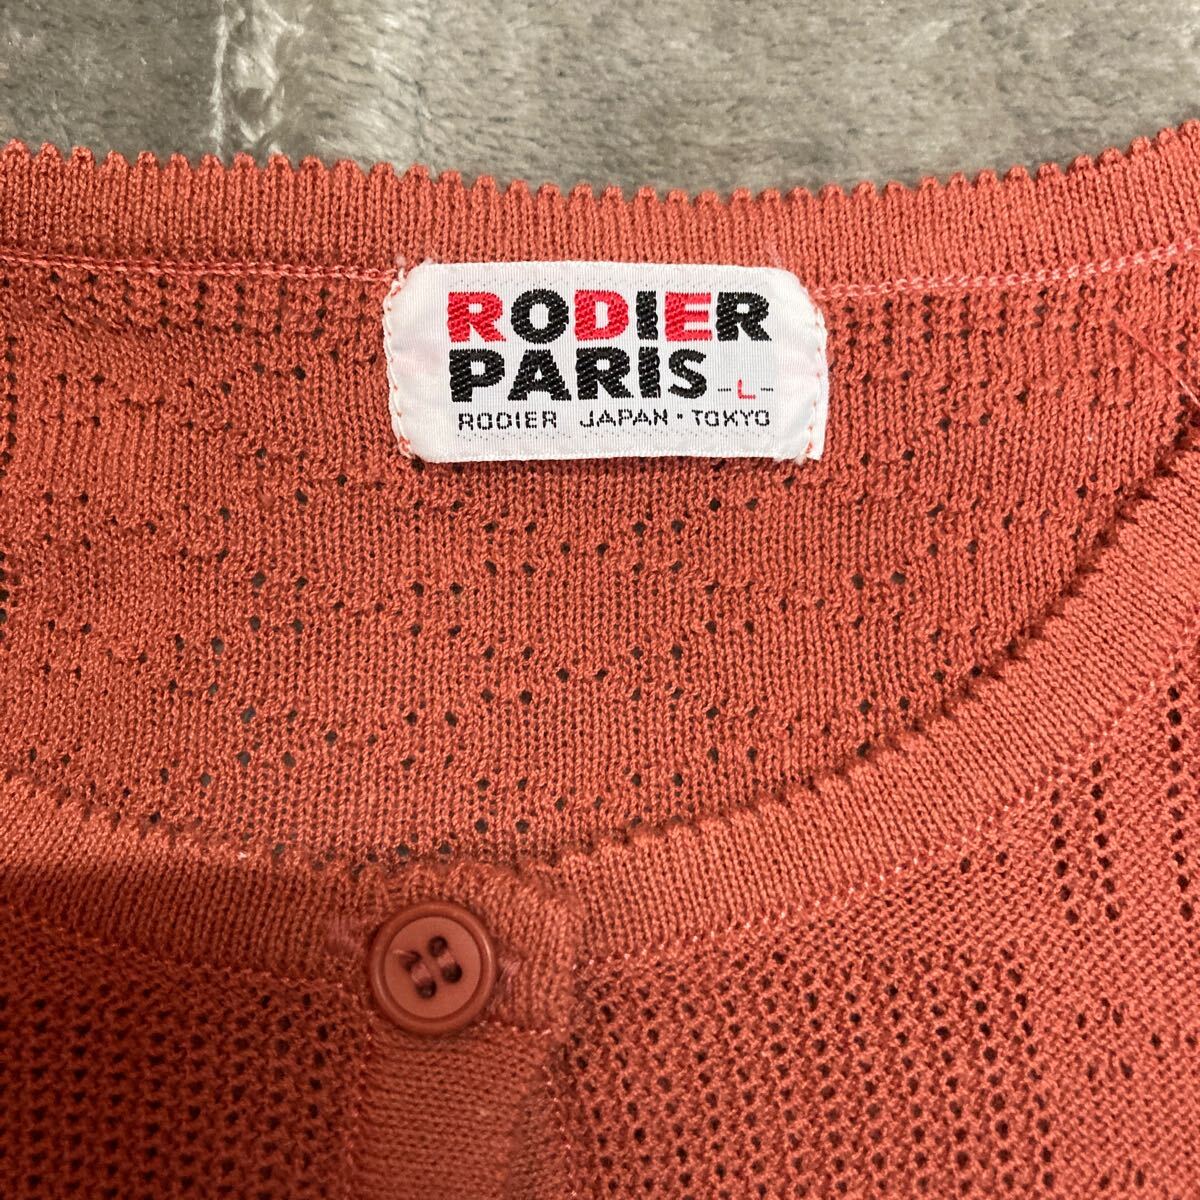 RODIER
PARIS -L-
RODIER JAPAN・TOKYO